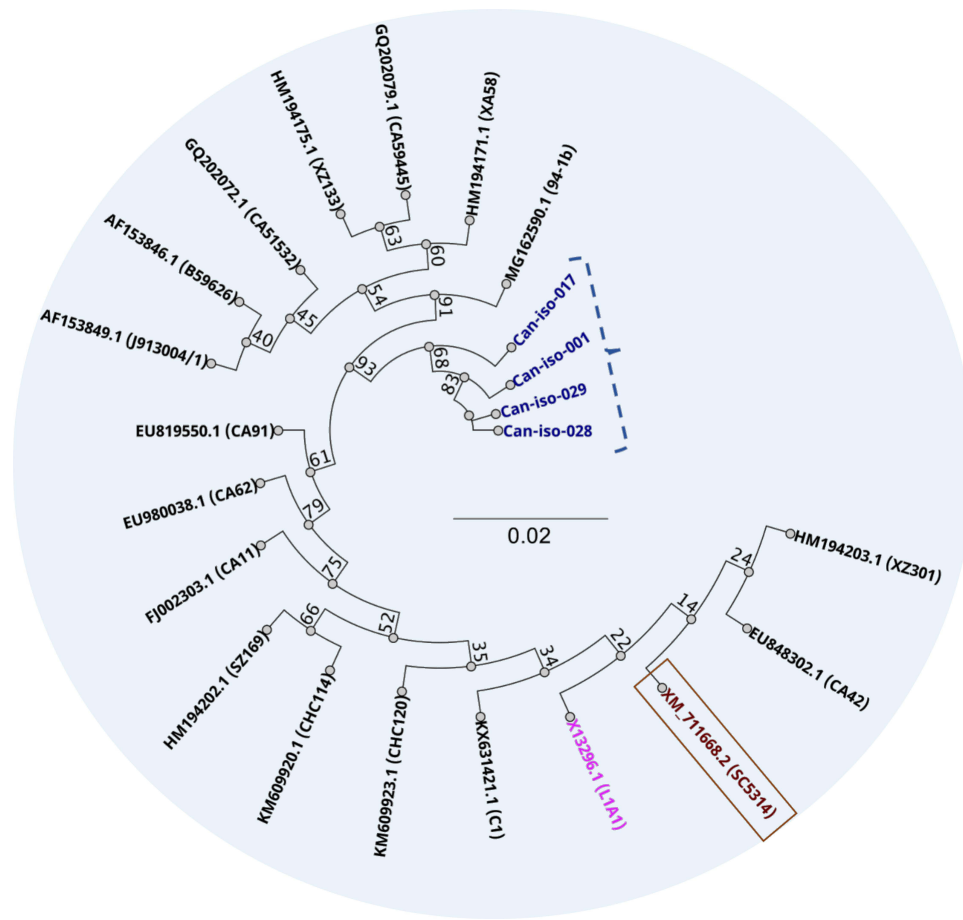 GQ202079.1 (CA59445)
HM194175.1 (XZ133)
HM194171.1 (XA58)
GQ202072.1 (CA51532)
MG162590.1 (94-1b)
AF153846.1 (B59626)
AF153849.1 (J913004/1)
63
60
54
45
40
91
93
68
83
Can-iso-017
Can-iso-001
Can-iso-029
Can-iso-028
EU819550.1 (CA91)
61
EU980038.1 (CA62)
79
FJ002303.1 (CA11)
75
0.02
HM194202.1 (SZ169)
66
52
KM609920.1 (CHC114)
KM609923.1 (CHC120)
35
34
KX631421.1 (C1)
22
X13296.1 (L1A1)
14
XM_711668.2 (SC5314)
24
HM194203.1 (XZ301)
EU848302.1 (CA42)